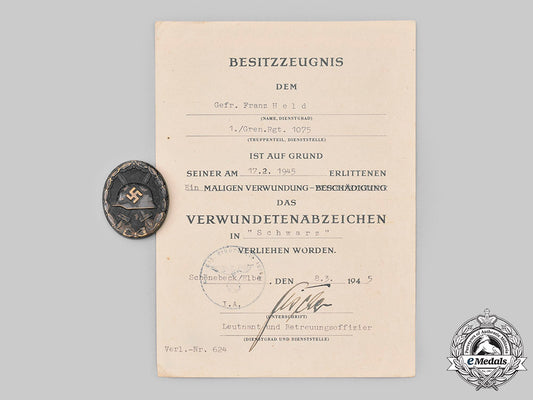 BESITZZEUGNIS
DEM
Gefr. Franz Held
(NAME, DIENSTGRAD)
1./Gren.Rgt. 1075
(TRUPPENTEIL, DIENSTSTELLE)
IST AUF GRUND
SEINER AM 17.2. 1945 ERLITTENEN
Ein MALIGEN VERWUNDUNG-BESCHÄDIGUNG
DAS
VERWUNDETENABZEICHEN
IN "Schwarz"
VERLIEHEN WORDEN.
Schönebeck/Elbe, DEN 8.3. 1945
I.A.
(UNTERSCHRIFT)
Leutnant und Betreuungsoffizier
(DIENSTGRAD UND DIENSTSTELLE)
Verl.-Nr. 624
eMedals